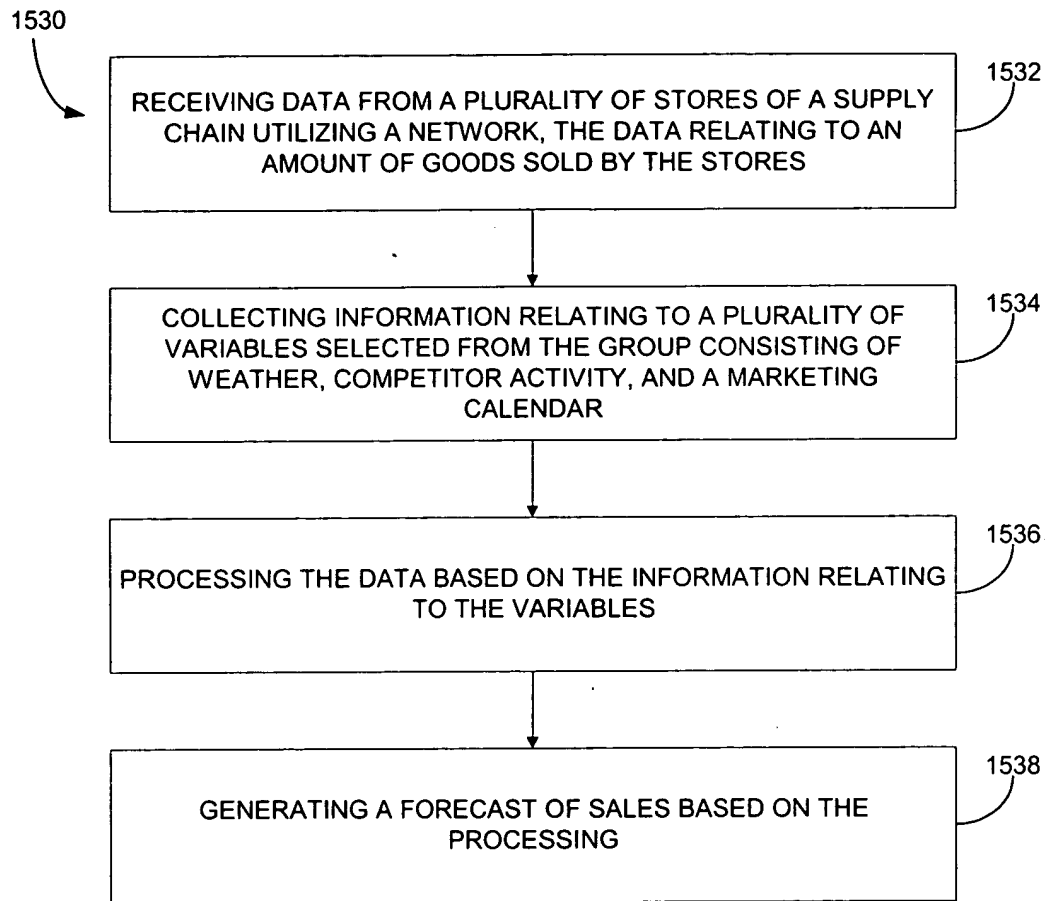 1530
1532
RECEIVING DATA FROM A PLURALITY OF STORES OF A SUPPLY
CHAIN UTILIZING A NETWORK, THE DATA RELATING TO AN
AMOUNT OF GOODS SOLD BY THE STORES
1534
COLLECTING INFORMATION RELATING TO A PLURALITY OF
VARIABLES SELECTED FROM THE GROUP CONSISTING OF
WEATHER, COMPETITOR ACTIVITY, AND A MARKETING
CALENDAR
1536
PROCESSING THE DATA BASED ON THE INFORMATION RELATING
TO THE VARIABLES
1538
GENERATING A FORECAST OF SALES BASED ON THE
PROCESSING